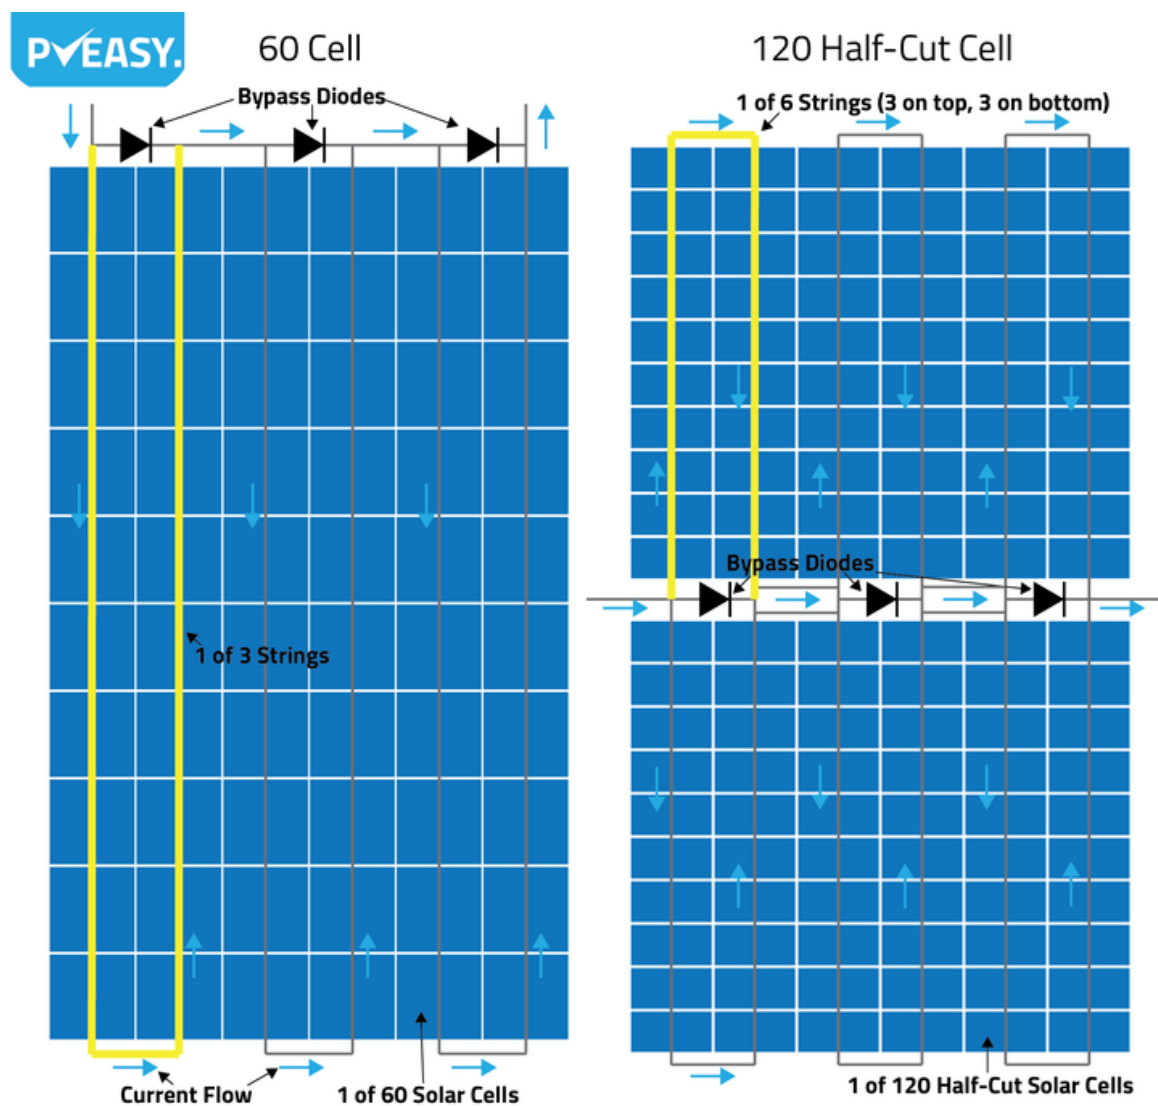 PVEASY.
60 Cell
120 Half-Cut Cell
Bypass Diodes
1 of 6 Strings (3 on top, 3 on bottom)
Bypass Diodes
1 of 3 Strings
Current Flow
1 of 60 Solar Cells
1 of 120 Half-Cut Solar Cells